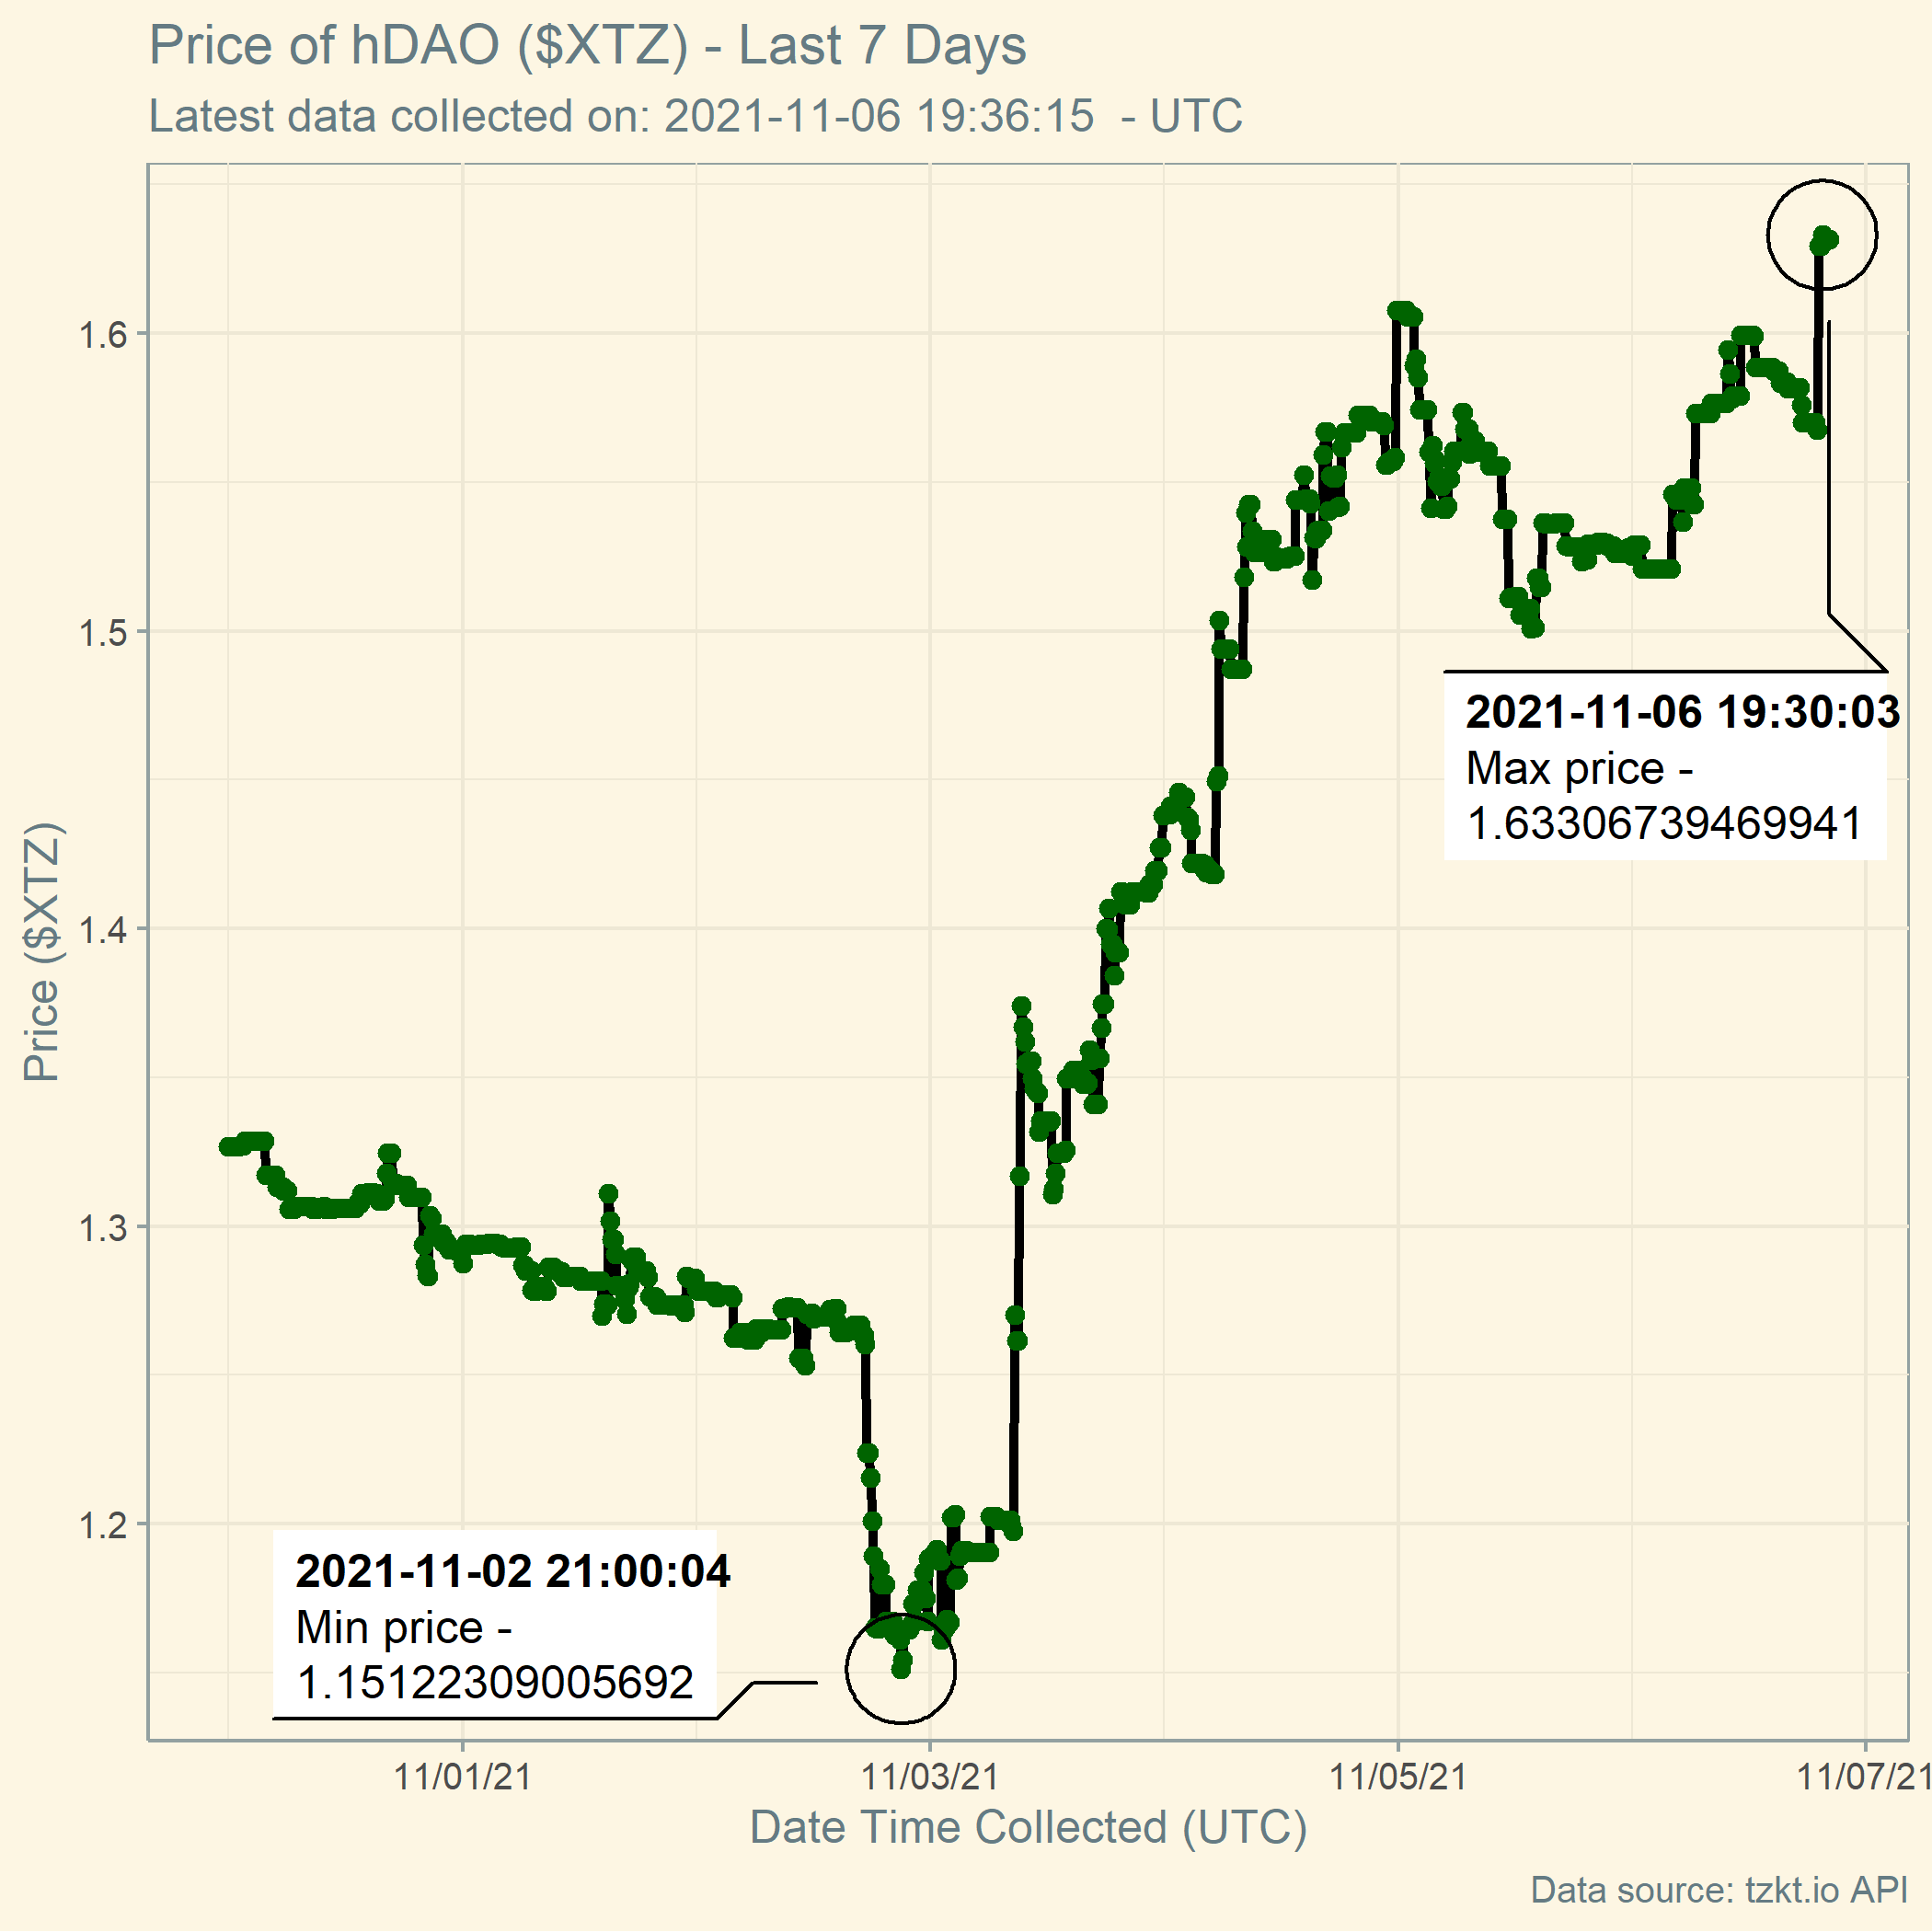 Price of hDAO ($XTZ) - Last 7 Days
Latest data collected on: 2021-11-06 19:36:15  - UTC
1.6
1.5
1.4
1.3
1.2
Price ($XTZ)
2021-11-06 19:30:03
Max price -
1.63306739469941
2021-11-02 21:00:04
Min price -
1.15122309005692
11/01/21
11/03/21
11/05/21
11/07/21
Date Time Collected (UTC)
Data source: tzkt.io API